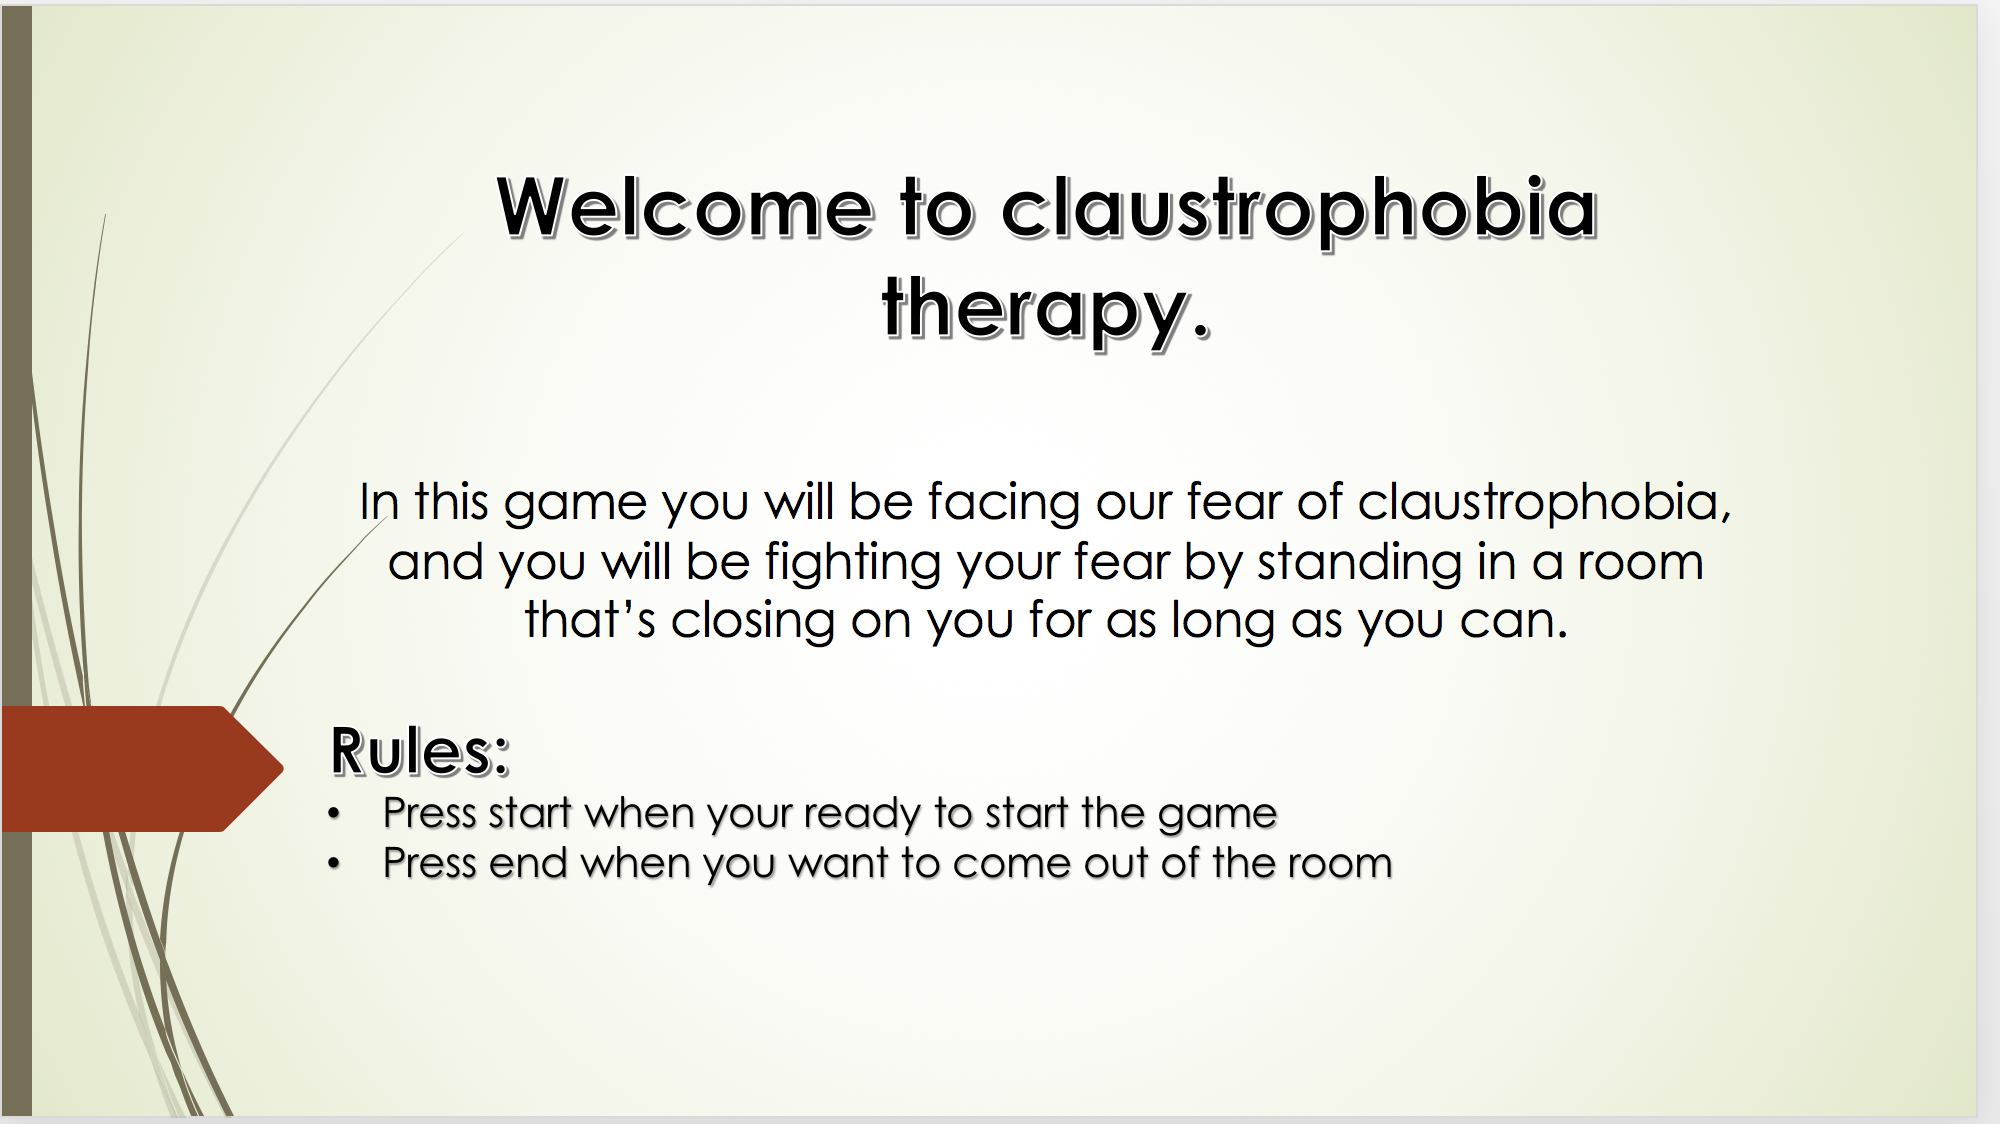 Welcome to claustrophobia
therapy.
In this game you will be facing our fear of claustrophobia,
and you will be fighting your fear by standing in a room
that’s closing on you for as long as you can.
Rules:
• Press start when your ready to start the game
• Press end when you want to come out of the room